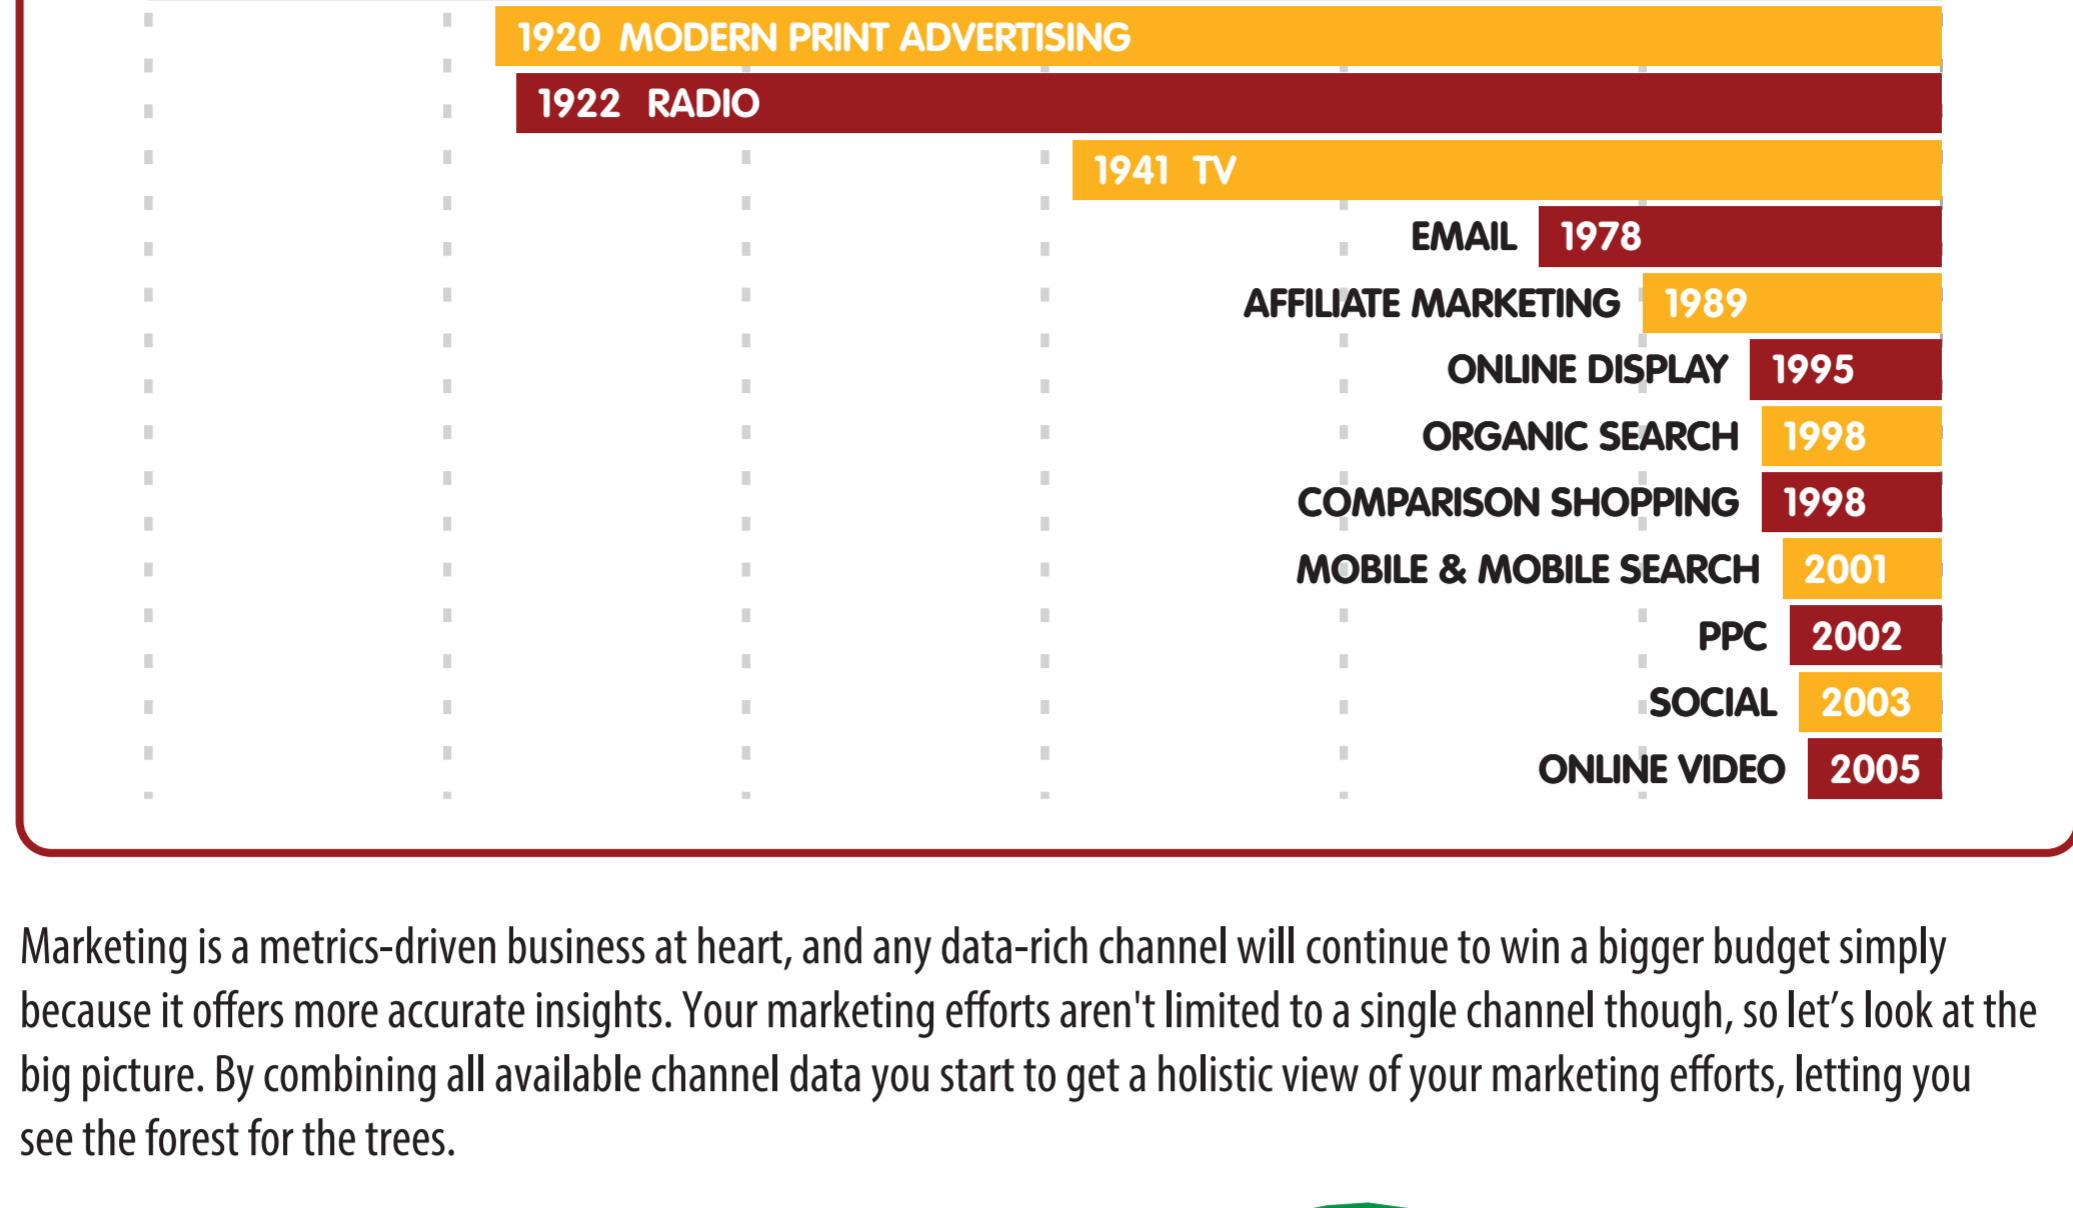 1920 MODERN PRINT ADVERTISING
1922 RADIO
1941 TV
EMAIL 1978
AFFILIATE MARKETING 1989
ONLINE DISPLAY 1995
ORGANIC SEARCH 1998
COMPARISON SHOPPING 1998
MOBILE & MOBILE SEARCH 2001
PPC 2002
SOCIAL 2003
ONLINE VIDEO 2005
Marketing is a metrics-driven business at heart, and any data-rich channel will continue to win a bigger budget simply
because it offers more accurate insights. Your marketing efforts aren't limited to a single channel though, so let’s look at the
big picture. By combining all available channel data you start to get a holistic view of your marketing efforts, letting you
see the forest for the trees.